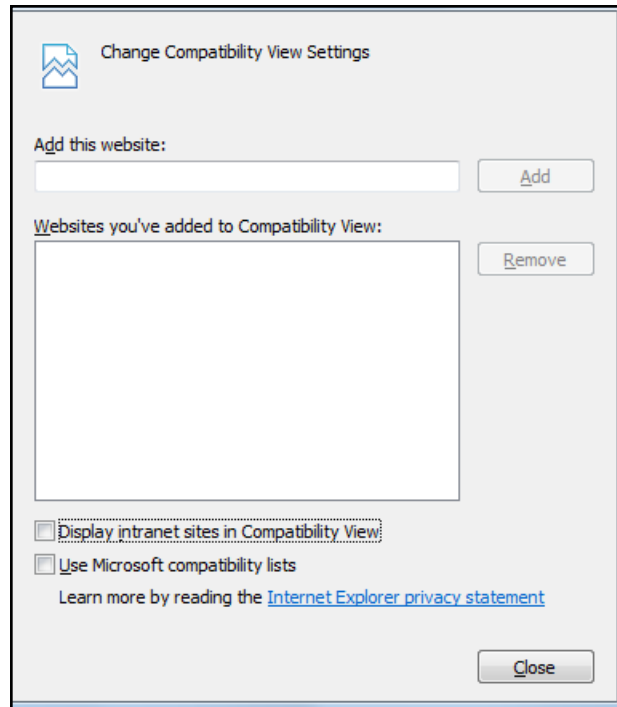 Change Compatibility View Settings
Add this website:
Add
Websites you've added to Compatibility View:
Remove
Display intranet sites in Compatibility View
Use Microsoft compatibility lists
Learn more by reading the Internet Explorer privacy statement
Close